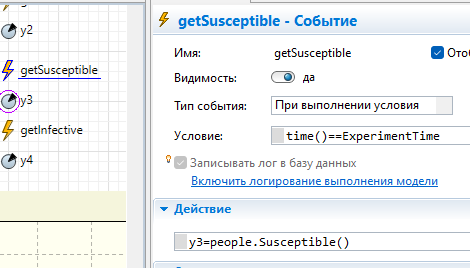 y2
getSusceptible
y3
getInfective
y4
getSusceptible - Событие
Имя: getSusceptible
Видимость: да
Тип события: При выполнении условия
Условие: time()==ExperimentTime
Записывать лог в базу данных
Включить логирование выполнения модели
Действие
y3=people.Susceptible()